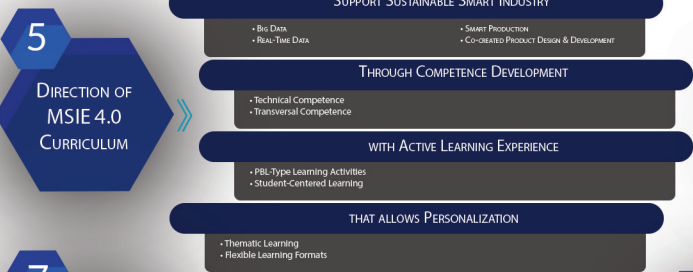 Support Sustainable Smart Industry
5
• Big Data
• Real-Time Data
• Smart Production
• Co-created Product Design & Development
Direction of
MSIE 4.0
Curriculum
Through Competence Development
• Technical Competence
• Transversal Competence
with Active Learning Experience
• PBL-Type Learning Activities
• Student-Centered Learning
that allows Personalization
• Thematic Learning
• Flexible Learning Formats
7